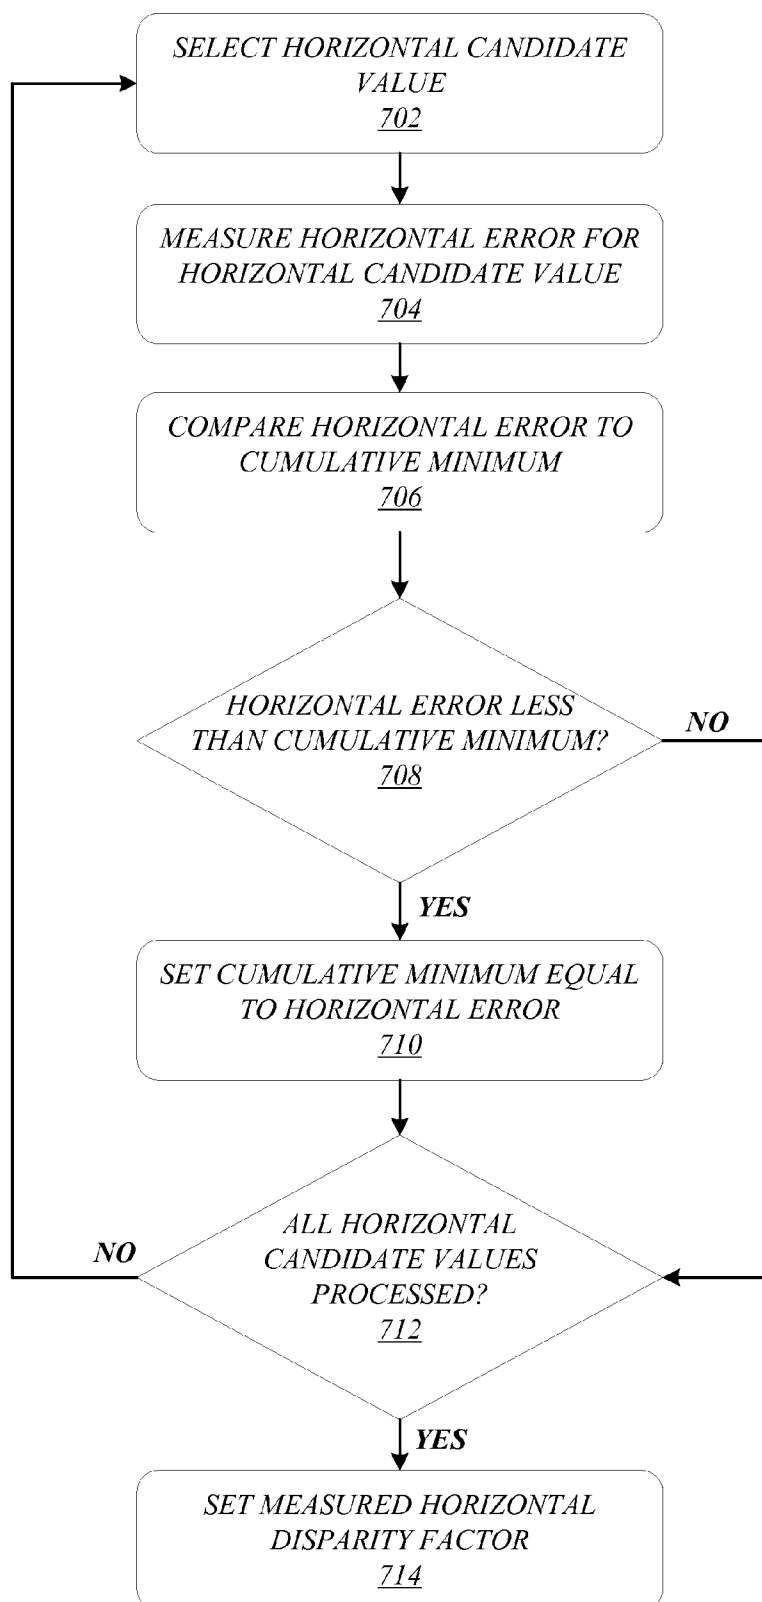 SELECT HORIZONTAL CANDIDATE
VALUE
702
MEASURE HORIZONTAL ERROR FOR
HORIZONTAL CANDIDATE VALUE
704
COMPARE HORIZONTAL ERROR TO
CUMULATIVE MINIMUM
706
HORIZONTAL ERROR LESS
THAN CUMULATIVE MINIMUM?
708
NO
YES
SET CUMULATIVE MINIMUM EQUAL
TO HORIZONTAL ERROR
710
ALL HORIZONTAL
CANDIDATE VALUES
PROCESSED?
712
NO
YES
SET MEASURED HORIZONTAL
DISPARITY FACTOR
714